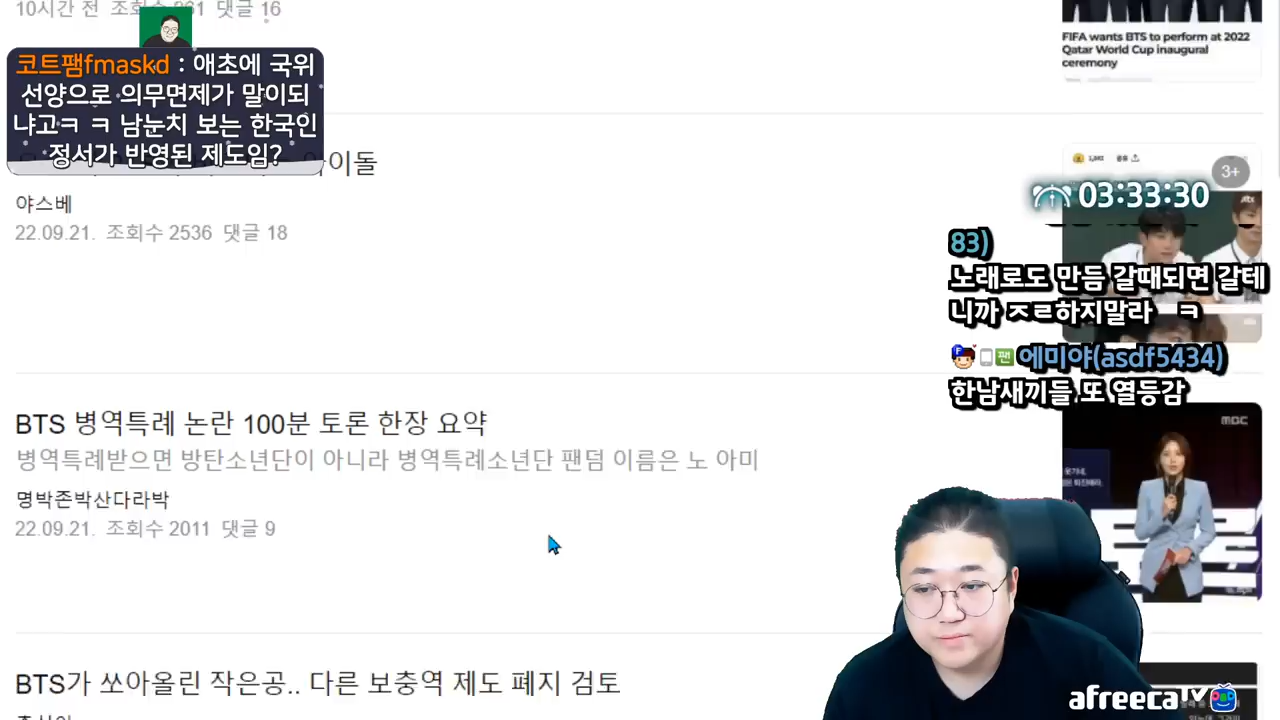 10시간 전 조회수 261 댓글 16
코트팸fmaskd : 애초에 국위
선양으로 의무면제가 말이되
냐고ㅋ ㅋ 남눈치 보는 한국인
정서가 반영된 제도임?
아이돌
야스베
22.09.21. 조회수 2536 댓글 18
BTS 병역특례 논란 100분 토론 한장 요약
병역특례받으면 방탄소년단이 아니라 병역특례소년단 팬덤 이름은 노 아미
명박존박산다라박
22.09.21. 조회수 2011 댓글 9
BTS가 쏘아올린 작은공.. 다른 보충역 제도 폐지 검토
FIFA wants BTS to perform at 2022
Qatar World Cup inaugural
ceremony
3+
03:33:30
jtbc
83)
노래로도 만듬 갈때되면 갈테
니까 ㅈㄹ하지말라 ㅋ
팬 에미야(asdf5434)
한남새끼들 또 열등감
MBC
afreecaTV